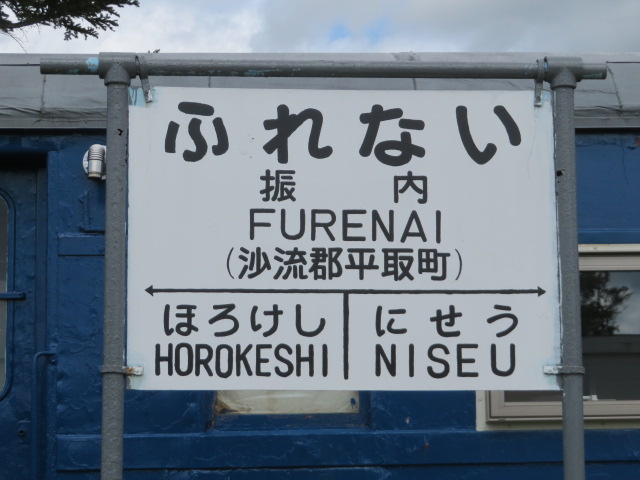 ふれない
振内
FURENAI
(沙流郡平取町)
ほろけし にせう
HOROKESHI NISEU